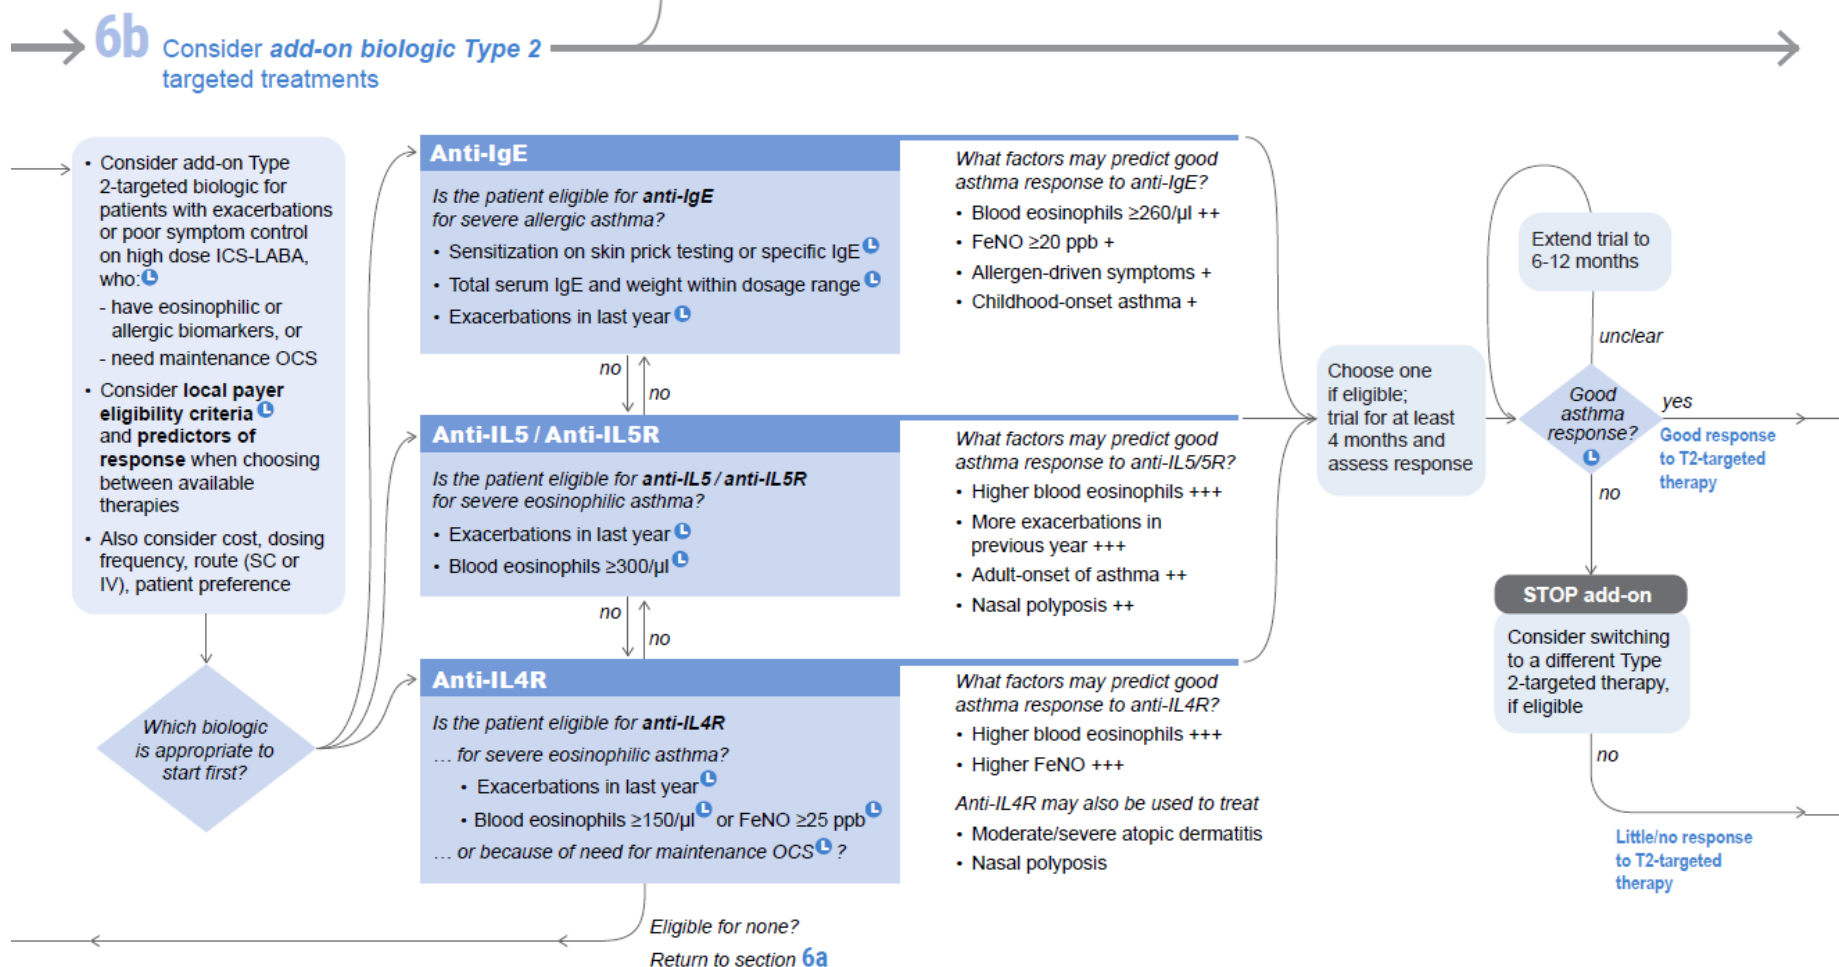 6b Consider add-on biologic Type 2
targeted treatments
• Consider add-on Type
2-targeted biologic for
patients with exacerbations
or poor symptom control
on high dose ICS-LABA,
who:
- have eosinophilic or
allergic biomarkers, or
- need maintenance OCS
• Consider local payer
eligibility criteria
and predictors of
response when choosing
between available
therapies
• Also consider cost, dosing
frequency, route (SC or
IV), patient preference
Which biologic
is appropriate to
start first?
Anti-IgE
Is the patient eligible for anti-IgE
for severe allergic asthma?
• Sensitization on skin prick testing or specific IgE
• Total serum IgE and weight within dosage range
• Exacerbations in last year
What factors may predict good
asthma response to anti-IgE?
• Blood eosinophils ≥260/µl ++
• FeNO ≥20 ppb +
• Allergen-driven symptoms +
• Childhood-onset asthma +
no
no
Anti-IL5 / Anti-IL5R
Is the patient eligible for anti-IL5 / anti-IL5R
for severe eosinophilic asthma?
• Exacerbations in last year
• Blood eosinophils ≥300/µl
What factors may predict good
asthma response to anti-IL5/5R?
• Higher blood eosinophils +++
• More exacerbations in
previous year +++
• Adult-onset of asthma ++
• Nasal polyposis ++
no
no
Anti-IL4R
Is the patient eligible for anti-IL4R
... for severe eosinophilic asthma?
• Exacerbations in last year
• Blood eosinophils ≥150/µl or FeNO ≥25 ppb
... or because of need for maintenance OCS ?
What factors may predict good
asthma response to anti-IL4R?
• Higher blood eosinophils +++
• Higher FeNO +++
Anti-IL4R may also be used to treat
• Moderate/severe atopic dermatitis
• Nasal polyposis
Eligible for none?
Return to section 6a
Choose one
if eligible;
trial for at least
4 months and
assess response
Extend trial to
6-12 months
unclear
Good
asthma
response?
yes
Good response
to T2-targeted
therapy
no
STOP add-on
Consider switching
to a different Type
2-targeted therapy,
if eligible
no
Little/no response
to T2-targeted
therapy